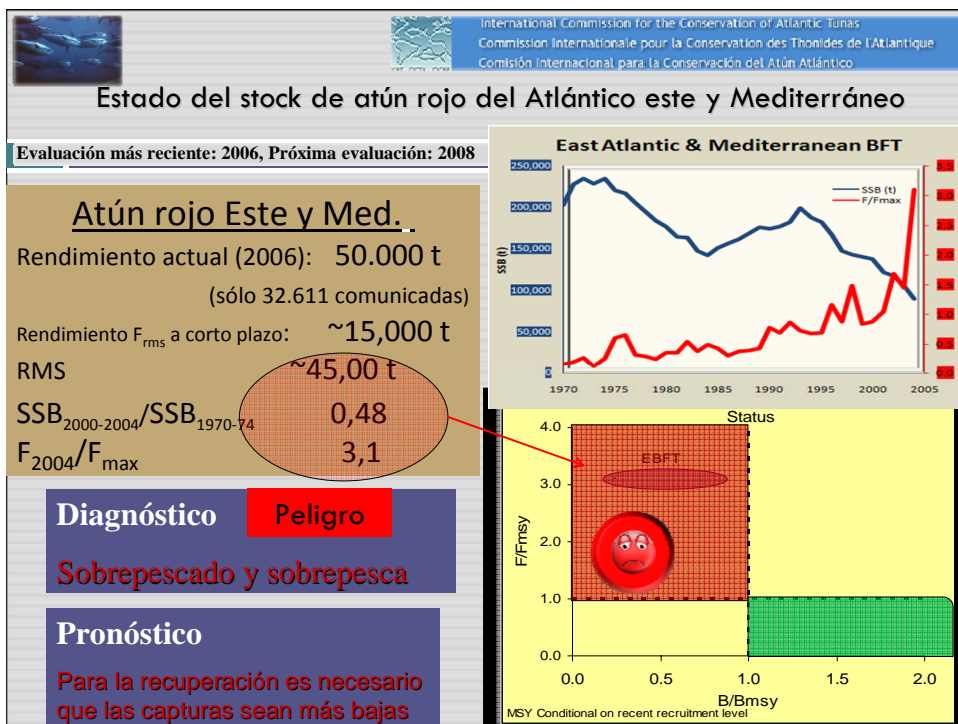 International Commission for the Conservation of Atlantic Tunas
Commission Internationale pour la Conservation des Thonides de l'Atlantique
Comisión Internacional para la Conservación del Atún Atlántico
Estado del stock de atún rojo del Atlántico este y Mediterráneo
Evaluación más reciente: 2006, Próxima evaluación: 2008
Atún rojo Este y Med.
Rendimiento actual (2006): 50.000 t
(sólo 32.611 comunicadas)
Rendimiento Frms a corto plazo: ~15,000 t
RMS ~45,00 t
SSB2000-2004/SSB1970-74 0,48
F2004/Fmax 3,1
Diagnóstico Peligro
Sobrepescado y sobrepesca
Pronóstico
Para la recuperación es necesario
que las capturas sean más bajas
East Atlantic & Mediterranean BFT
250,000
200,000
150,000
100,000
50,000
0
SSB (t)
SSB (t)
F/Fmax
3.5
3.0
2.5
2.0
1.5
1.0
0.5
0.0
1970 1975 1980 1985 1990 1995 2000 2005
Status
4.0
3.0
2.0
1.0
0.0
F/Fmsy
EBFT
0.0 0.5 1.0 1.5 2.0
B/Bmsy
MSY Conditional on recent recruitment level